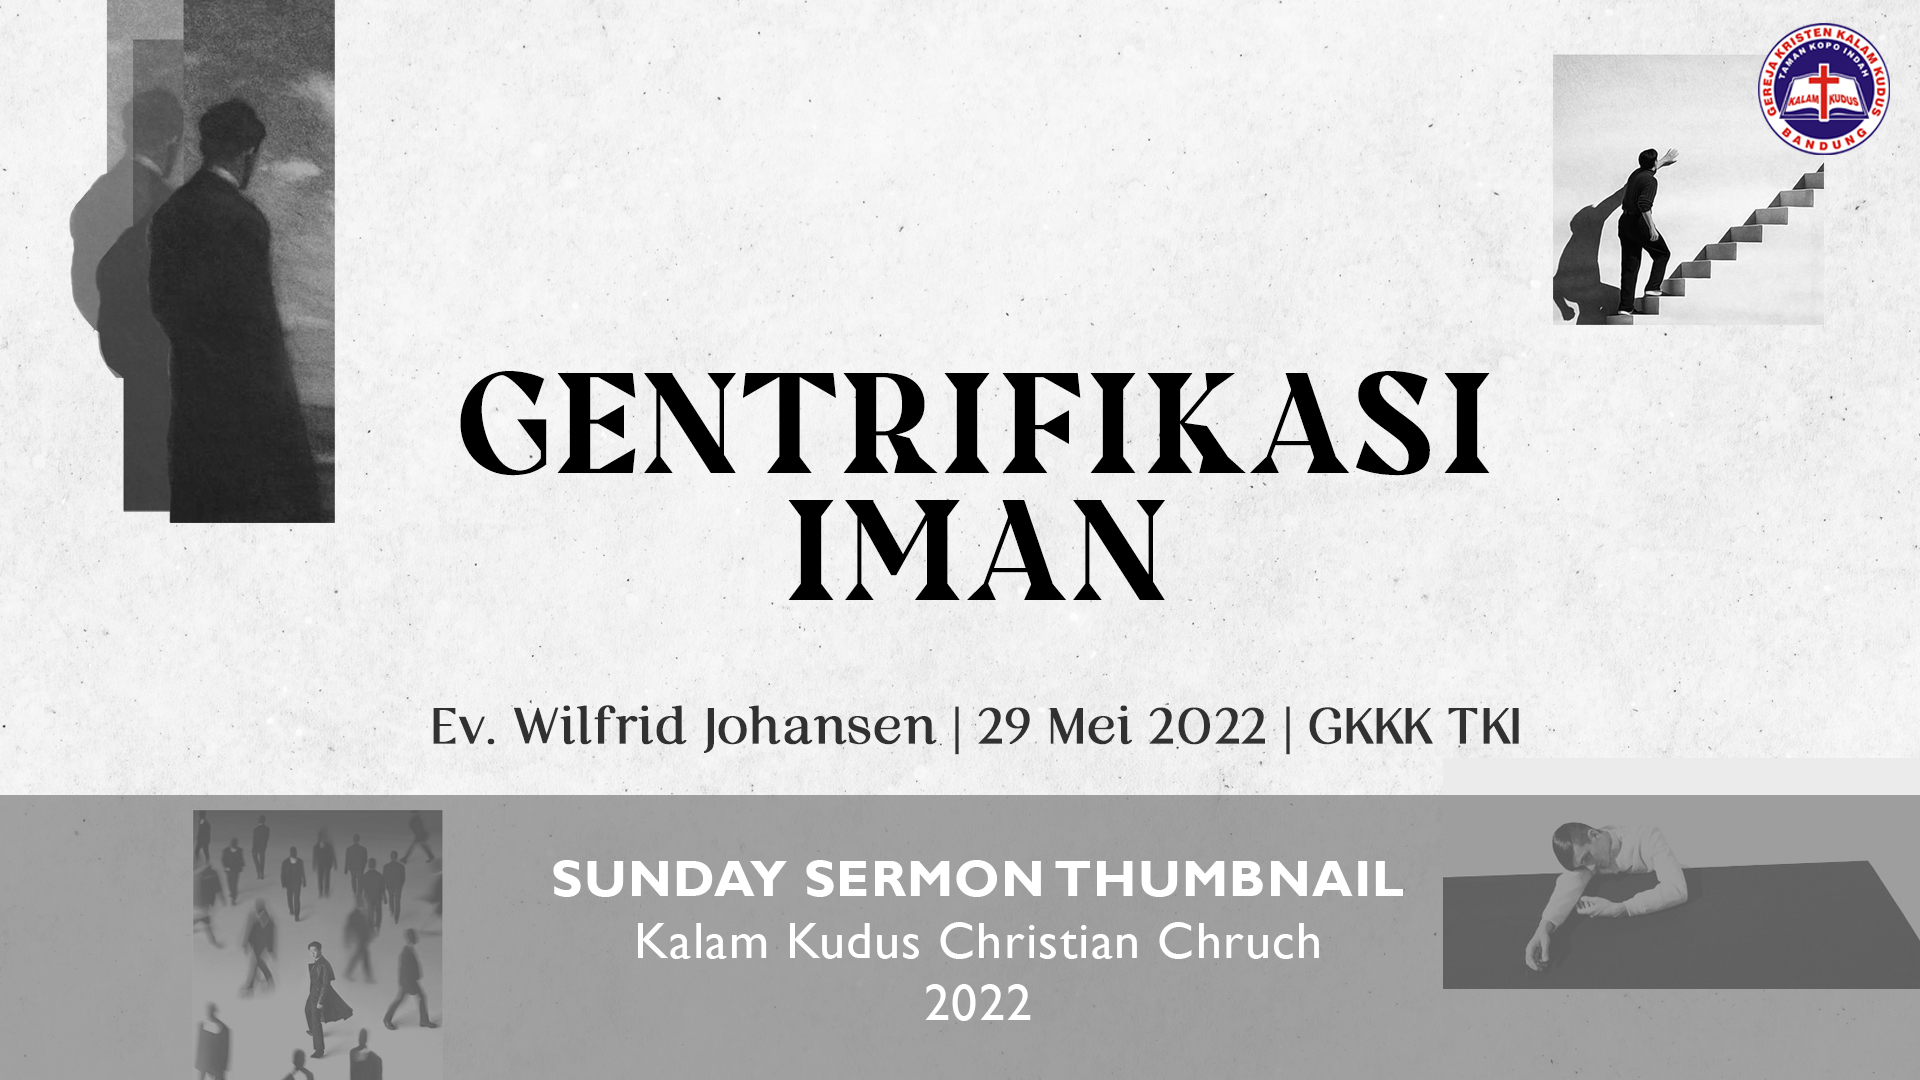 GEREJA KRISTEN KALAM KUDUS
TAMAN KOPO INDAH
KALAM KUDUS
BANDUNG
GENTRIFIKASI
IMAN
Ev. Wilfrid Johansen | 29 Mei 2022 | GKKK TKI
SUNDAY SERMON THUMBNAIL
Kalam Kudus Christian Chruch
2022